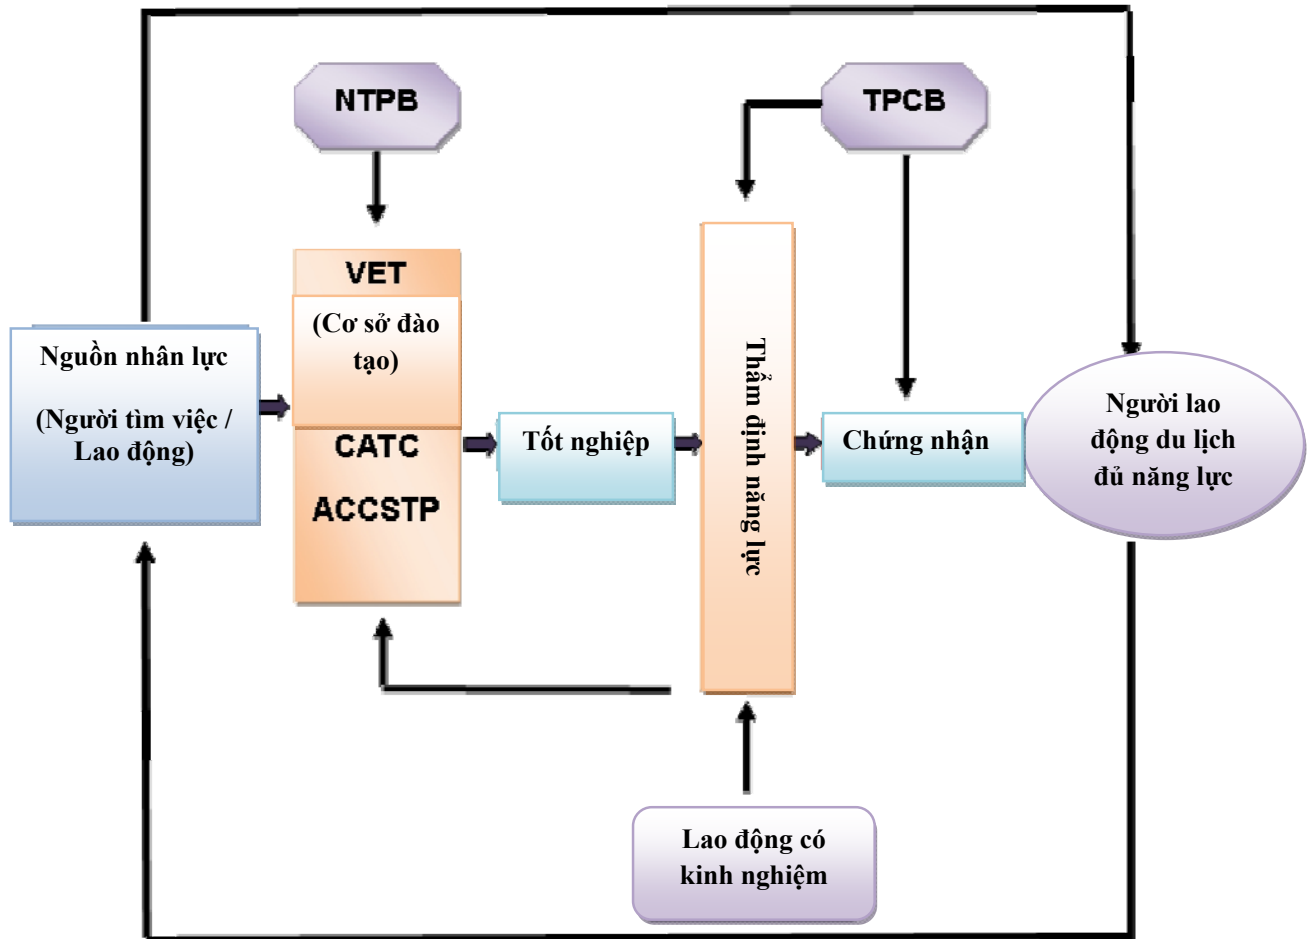 NTPB
TPCB
VET
(Cơ sở đào
tạo)
CATC
ACCSTP
Nguồn nhân lực
(Người tìm việc /
Lao động)
Tốt nghiệp
Thẩm định năng lực
Chứng nhận
Người lao
động du lịch
đủ năng lực
Lao động có
kinh nghiệm